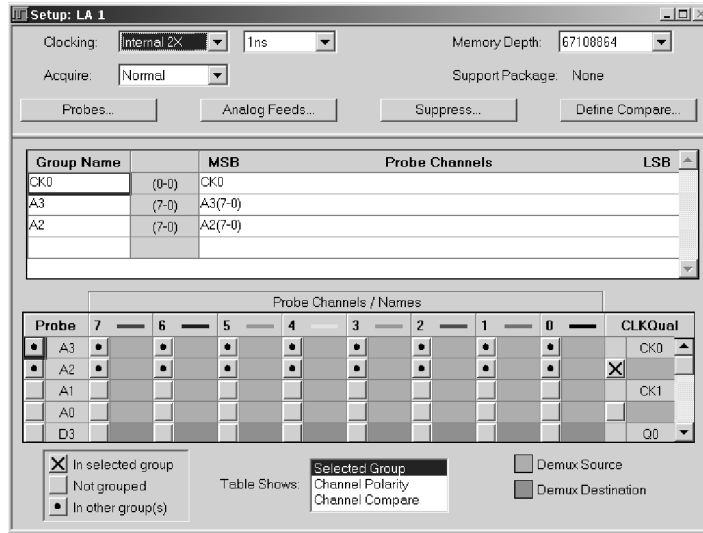 Setup: LA 1
Clocking: Internal 2X 1ns Memory Depth: 67108864
Acquire: Normal Support Package: None
Probes... Analog Feeds... Suppress... Define Compare...
Group Name MSB Probe Channels LSB
CK0 (0-0) CK0
A3 (7-0) A3(7-0)
A2 (7-0) A2(7-0)
Probe Channels / Names
Probe 7 6 5 4 3 2 1 0 CLKQual
A3 CK0
A2
A1 CK1
A0
D3 Q0
In selected group
Not grouped
In other group(s)
Table Shows: Selected Group
Channel Polarity
Channel Compare
Demux Source
Demux Destination